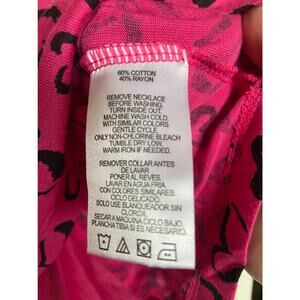 60% COTTON
40% RAYON
REMOVE NECKLACE
BEFORE WASHING.
TURN INSIDE OUT.
MACHINE WASH COLD
WITH SIMILAR COLORS.
GENTLE CYCLE.
ONLY NON-CHLORINE BLEACH
TUMBLE DRY LOW.
WARM IRON IF NEEDED.
REMOVER COLLAR ANTES
DE LAVAR
PONER AL REVES.
LAVAR EN AGUA FRIA.
CON COLORES SIMILARES.
CICLO DELICADO.
SOLO USE BLANQUEADOR SIN
CLOROX.
SECAR A MAQUINA CICLO BAJO.
PLANCHA TIBIA SI ES NECESARIO.